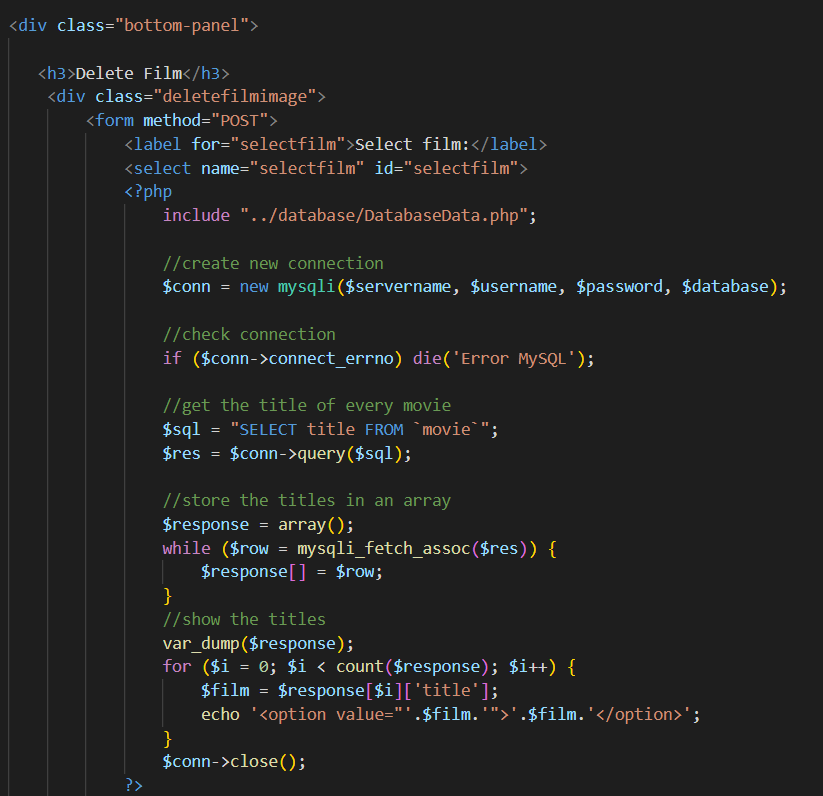 <div class="bottom-panel">
<h3>Delete Film</h3>
<div class="deletefilmimage">
<form method="POST">
<label for="selectfilm">Select film:</label>
<select name="selectfilm" id="selectfilm">
<?php
include "../database/DatabaseData.php";
//create new connection
$conn = new mysqli($servername, $username, $password, $database);
//check connection
if ($conn->connect_errno) die('Error MySQL');
//get the title of every movie
$sql = "SELECT title FROM `movie`";
$res = $conn->query($sql);
//store the titles in an array
$response = array();
while ($row = mysqli_fetch_assoc($res)) {
$response[] = $row;
}
//show the titles
var_dump($response);
for ($i = 0; $i < count($response); $i++) {
$film = $response[$i]['title'];
echo '<option value="'.$film.'">'.$film.'</option>';
}
$conn->close();
?>